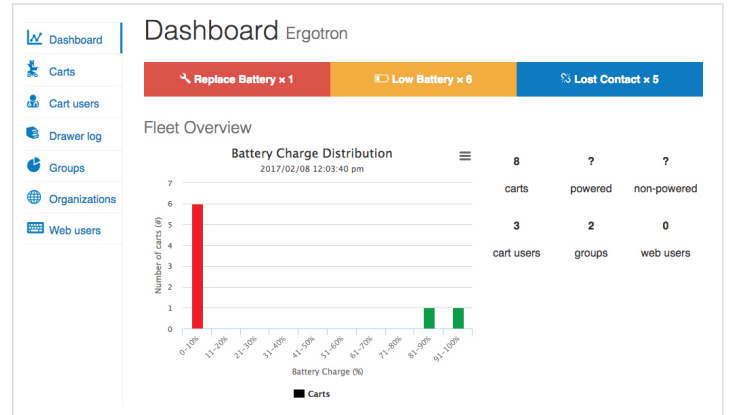 Dashboard
Carts
Cart users
Drawer log
Groups
Organizations
Web users
Dashboard Ergotron
Replace Battery × 1
Low Battery × 6
Lost Contact × 5
Fleet Overview
Battery Charge Distribution
2017/02/08 12:03:40 pm
Number of carts (#)
7
6
5
4
3
2
1
0
0-10%
11-20%
21-30%
31-40%
41-50%
51-60%
61-70%
71-80%
81-90%
91-100%
Battery Charge (%)
Carts
8 ? ?
carts powered non-powered
3 2 0
cart users groups web users